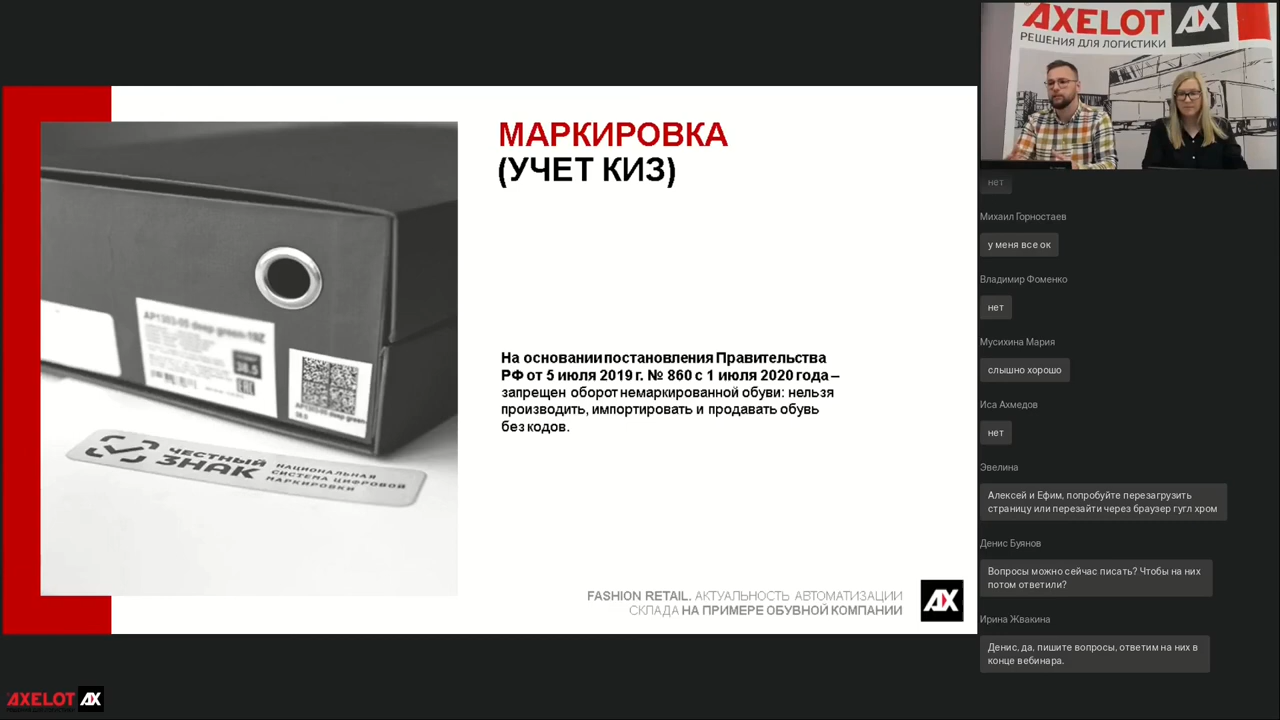 МАРКИРОВКА
(УЧЕТ КИЗ)
На основании постановления Правительства
РФ от 5 июля 2019 г. № 860 с 1 июля 2020 года –
запрещен оборот немаркированной обуви: нельзя
производить, импортировать и продавать обувь
без кодов.
ЧЕСТНЫЙ
ЗНАК
НАЦИОНАЛЬНАЯ
СИСТЕМА ЦИФРОВОЙ
МАРКИРОВКИ
38.5
FASHION RETAIL. АКТУАЛЬНОСТЬ АВТОМАТИЗАЦИИ
СКЛАДА НА ПРИМЕРЕ ОБУВНОЙ КОМПАНИИ
AX
AXELOT AX
РЕШЕНИЯ ДЛЯ ЛОГИСТИКИ
нет
Михаил Горностаев
у меня все ок
Владимир Фоменко
нет
Мусихина Мария
слышно хорошо
Иса Ахмедов
нет
Эвелина
Алексей и Ефим, попробуйте перезагрузить
страницу или перезайти через браузер гугл хром
Денис Буянов
Вопросы можно сейчас писать? Чтобы на них
потом ответили?
Ирина Жвакина
Денис, да, пишите вопросы, ответим на них в
конце вебинара.
AXELOT AX